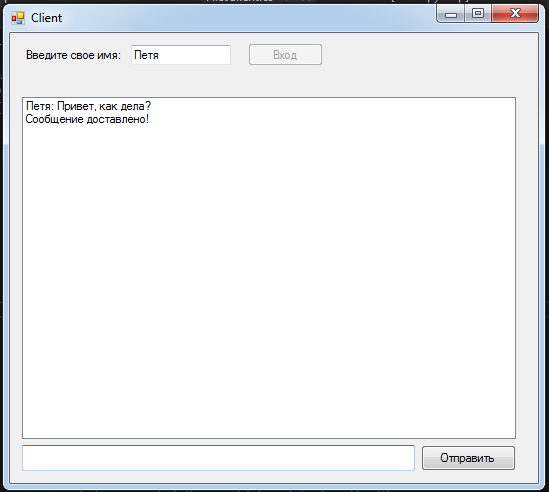 Client
Введите свое имя: Петя Вход
Петя: Привет, как дела?
Сообщение доставлено!
Отправить